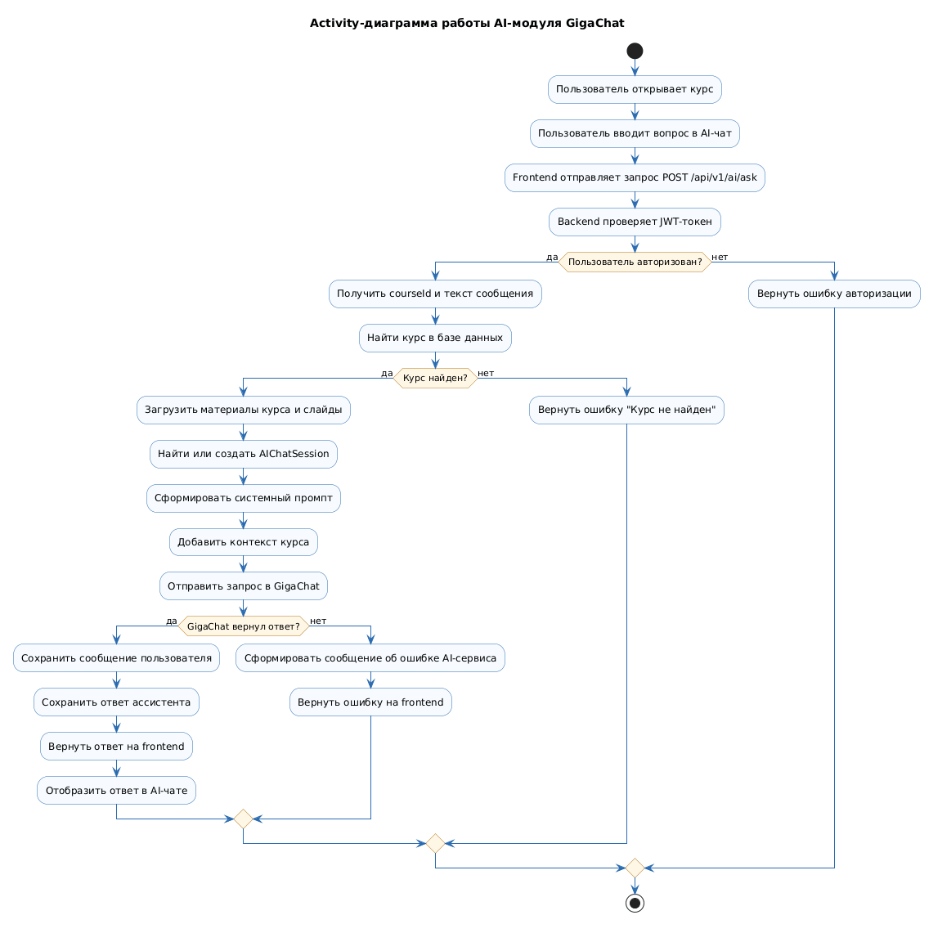 Activity-диаграмма работы AI-модуля GigaChat
Пользователь открывает курс
Пользователь вводит вопрос в AI-чат
Frontend отправляет запрос POST /api/v1/ai/ask
Backend проверяет JWT-токен
да
Пользователь авторизован?
нет
Получить courseId и текст сообщения
Вернуть ошибку авторизации
Найти курс в базе данных
да
Курс найден?
нет
Загрузить материалы курса и слайды
Вернуть ошибку "Курс не найден"
Найти или создать AIChatSession
Сформировать системный промпт
Добавить контекст курса
Отправить запрос в GigaChat
да
GigaChat вернул ответ?
нет
Сохранить сообщение пользователя
Сформировать сообщение об ошибке AI-сервиса
Сохранить ответ ассистента
Вернуть ошибку на frontend
Вернуть ответ на frontend
Отобразить ответ в AI-чате